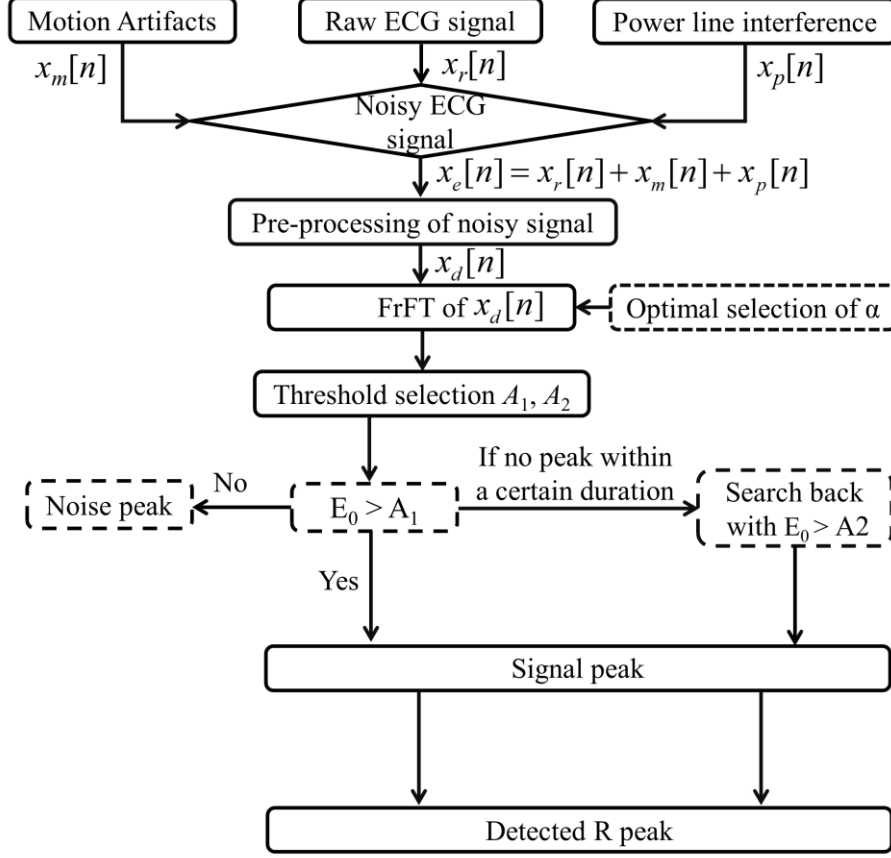 Motion Artifacts
Raw ECG signal
Power line interference
x_m[n]
x_r[n]
x_p[n]
Noisy ECG
signal
x_e[n] = x_r[n] + x_m[n] + x_p[n]
Pre-processing of noisy signal
x_d[n]
FrFT of x_d[n]
Optimal selection of α
Threshold selection A_1, A_2
If no peak within
a certain duration
No
Noise peak
E_0 > A_1
Search back
with E_0 > A2
Yes
Signal peak
Detected R peak